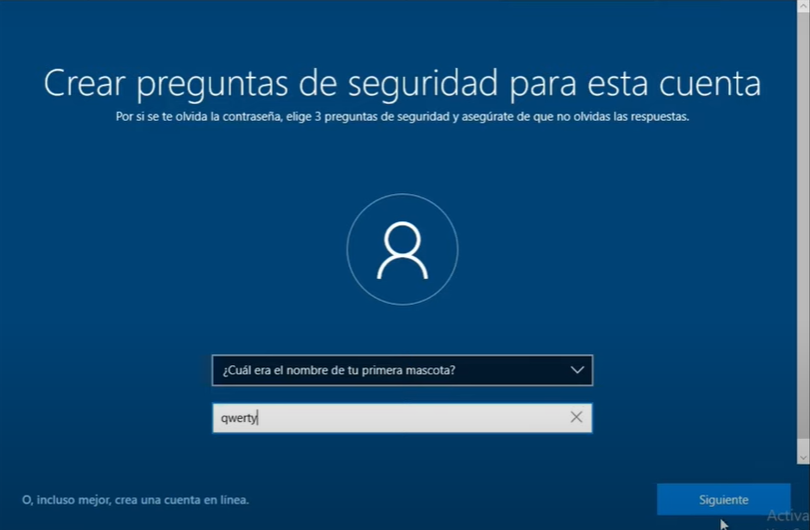 Crear preguntas de seguridad para esta cuenta
Por si se te olvida la contraseña, elige 3 preguntas de seguridad y asegúrate de que no olvidas las respuestas.
¿Cuál era el nombre de tu primera mascota?
qwerty
O, incluso mejor, crea una cuenta en línea.
Siguiente
Activa